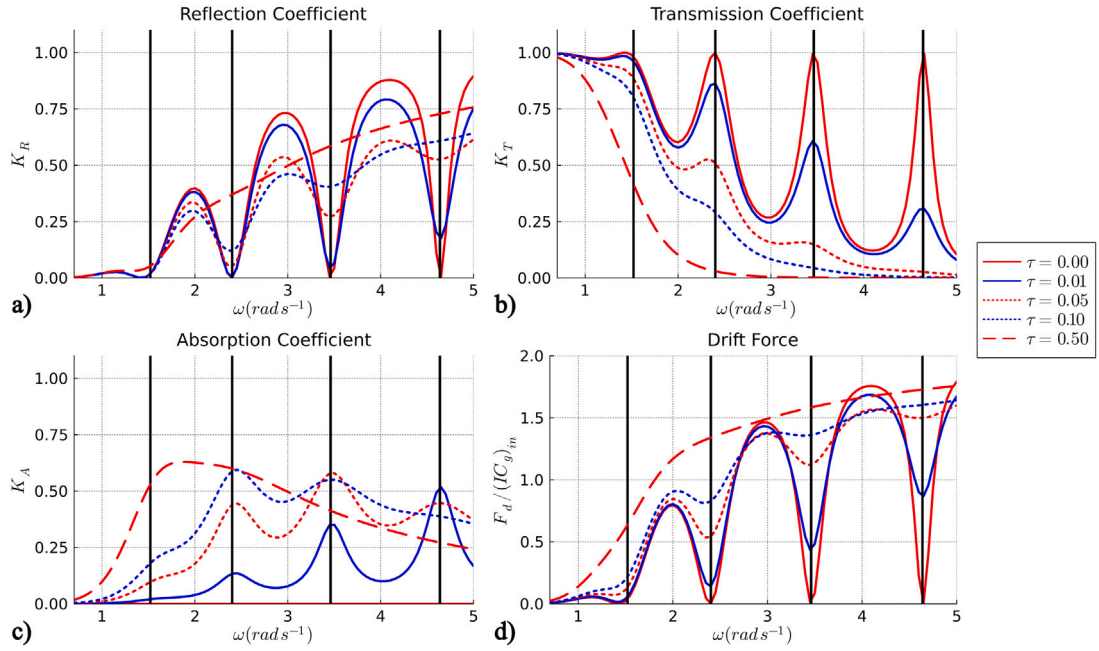 Reflection Coefficient
1.00
0.75
0.50
0.25
0.00
K_R
1 2 3 4 5
ω(rad s⁻¹)
a)
Transmission Coefficient
1.00
0.75
0.50
0.25
0.00
K_T
1 2 3 4 5
ω(rad s⁻¹)
b)
τ = 0.00
τ = 0.01
τ = 0.05
τ = 0.10
τ = 0.50
Absorption Coefficient
1.00
0.75
0.50
0.25
0.00
K_A
1 2 3 4 5
ω(rad s⁻¹)
c)
Drift Force
2.0
1.5
1.0
0.5
0.0
F_d/(IC_g)_in
1 2 3 4 5
ω(rad s⁻¹)
d)